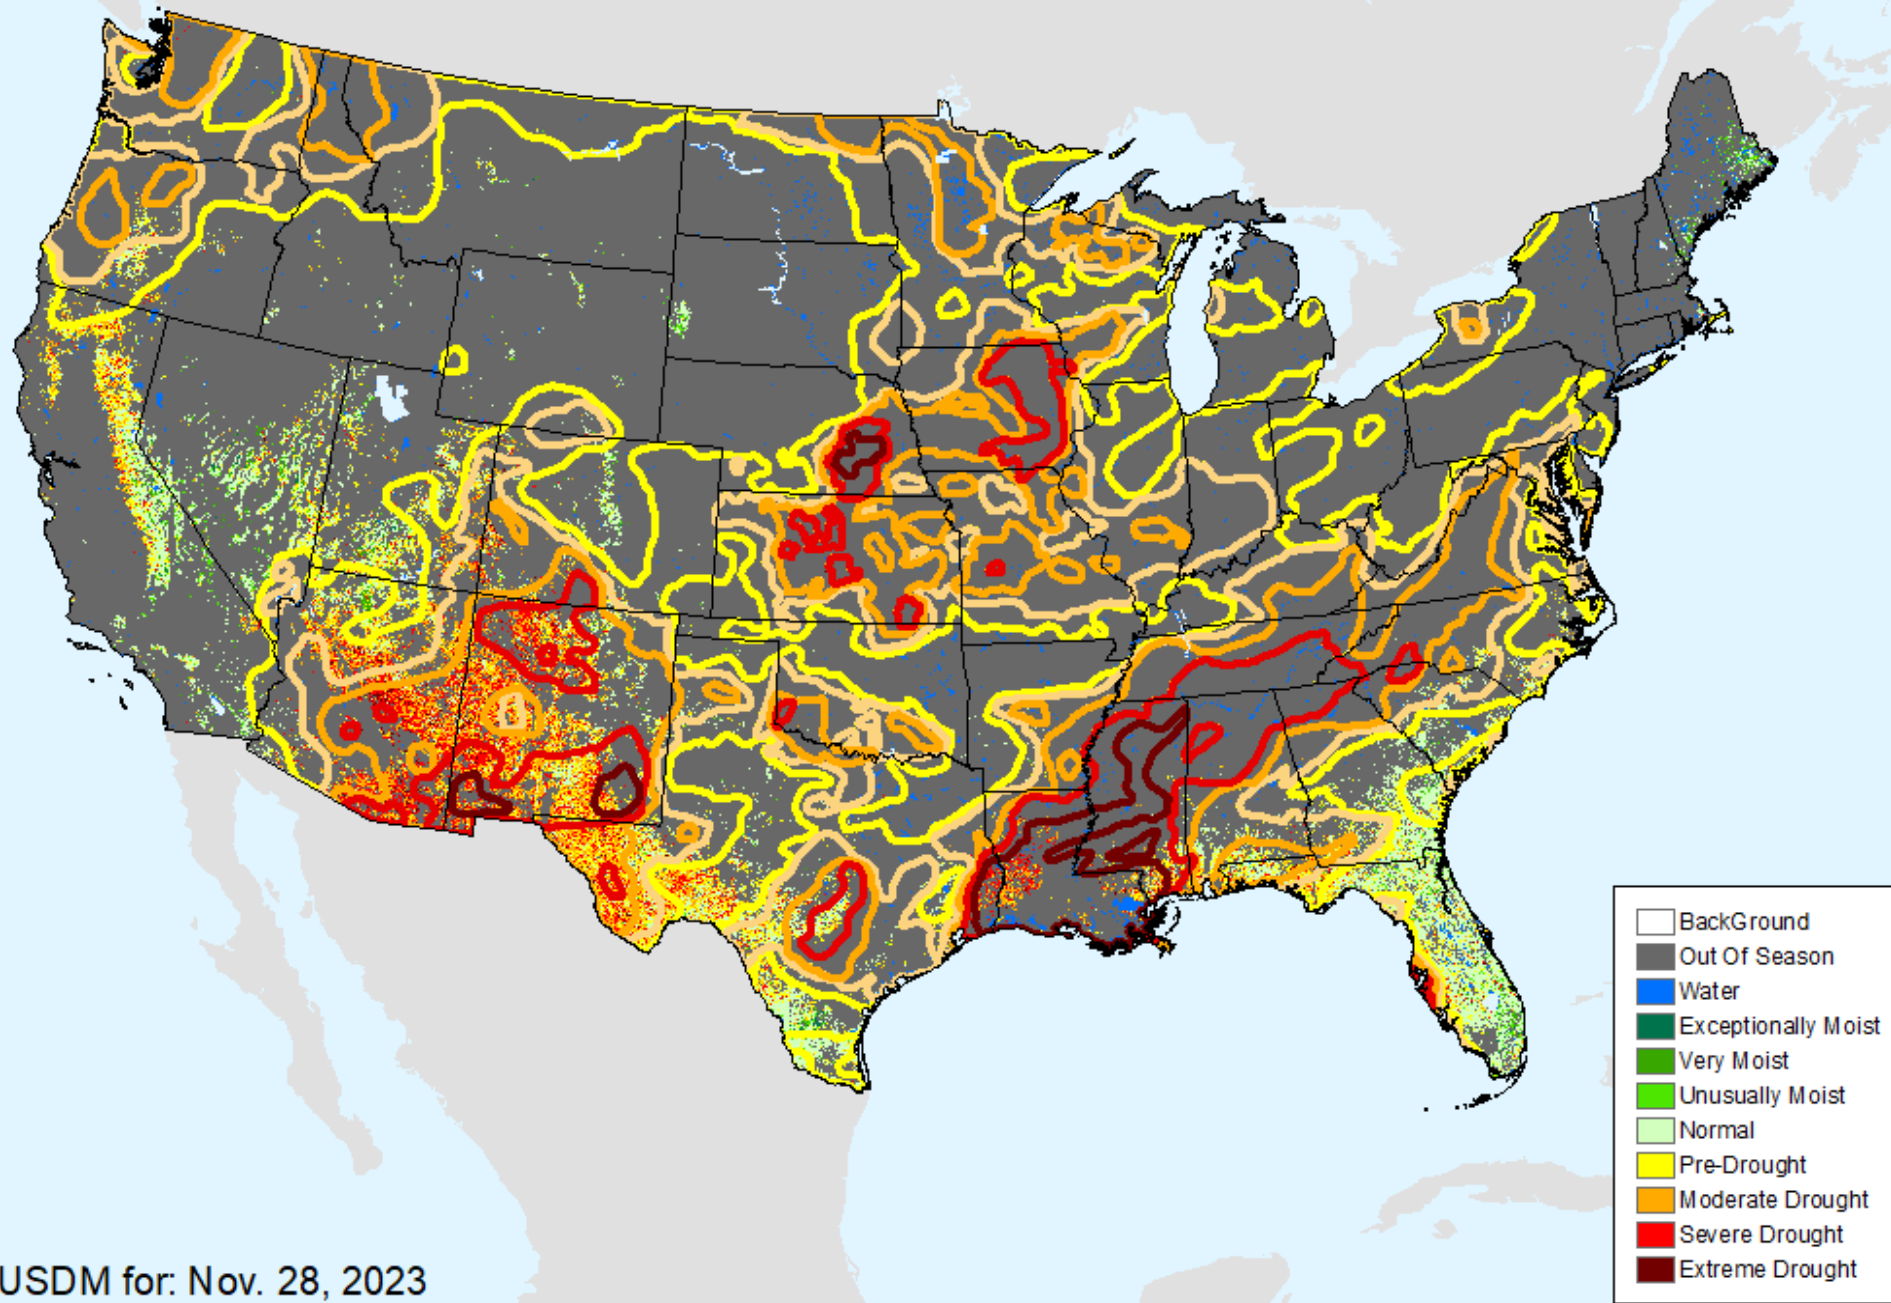 BackGround
Out Of Season
Water
Exceptionally Moist
Very Moist
Unusually Moist
Normal
Pre-Drought
Moderate Drought
Severe Drought
Extreme Drought
USDM for: Nov. 28, 2023